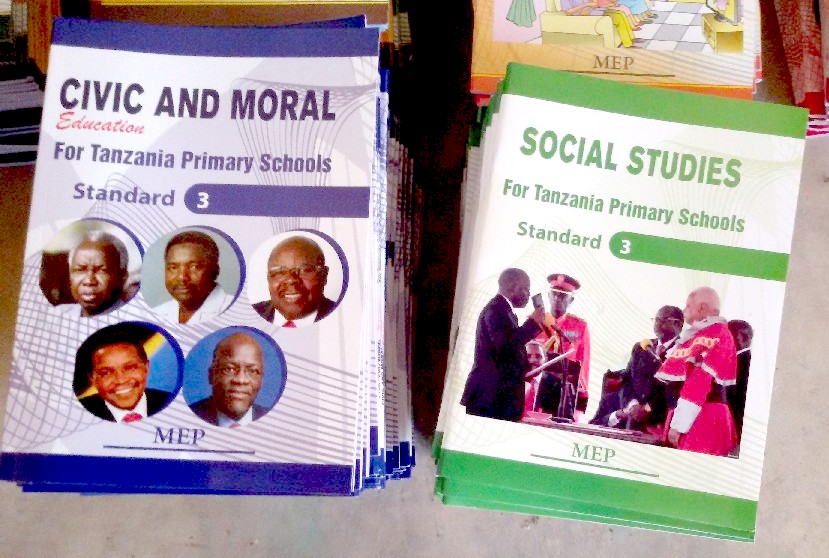 CIVIC AND MORAL
Education
For Tanzania Primary Schools
Standard 3
MEP
MEP
SOCIAL STUDIES
For Tanzania Primary Schools
Standard 3
MEP